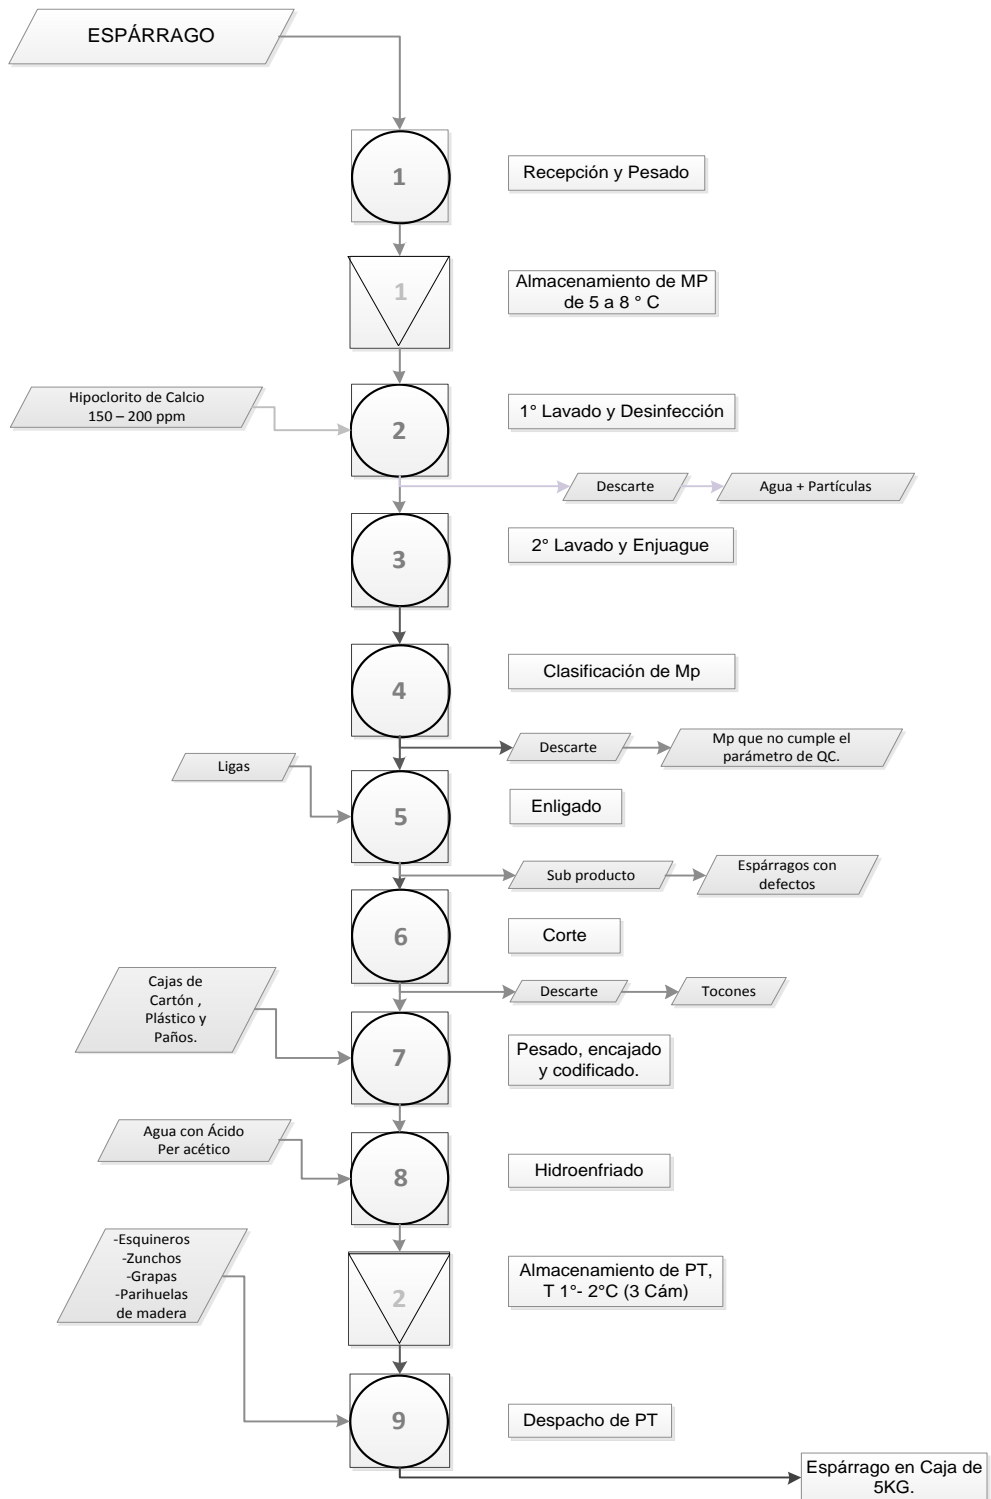 ESPÁRRAGO
1
Recepción y Pesado
1
Almacenamiento de MP
de 5 a 8 ° C
Hipoclorito de Calcio
150 – 200 ppm
2
1° Lavado y Desinfección
Descarte
Agua + Partículas
3
2° Lavado y Enjuague
4
Clasificación de Mp
Descarte
Mp que no cumple el
parámetro de QC.
Ligas
5
Enligado
Sub producto
Espárragos con
defectos
6
Corte
Descarte
Tocones
Cajas de
Cartón ,
Plástico y
Paños.
7
Pesado, encajado
y codificado.
Agua con Ácido
Per acético
8
Hidroenfriado
-Esquineros
-Zunchos
-Grapas
-Parihuelas
de madera
2
Almacenamiento de PT,
T 1°- 2°C (3 Cám)
9
Despacho de PT
Espárrago en Caja de
5KG.